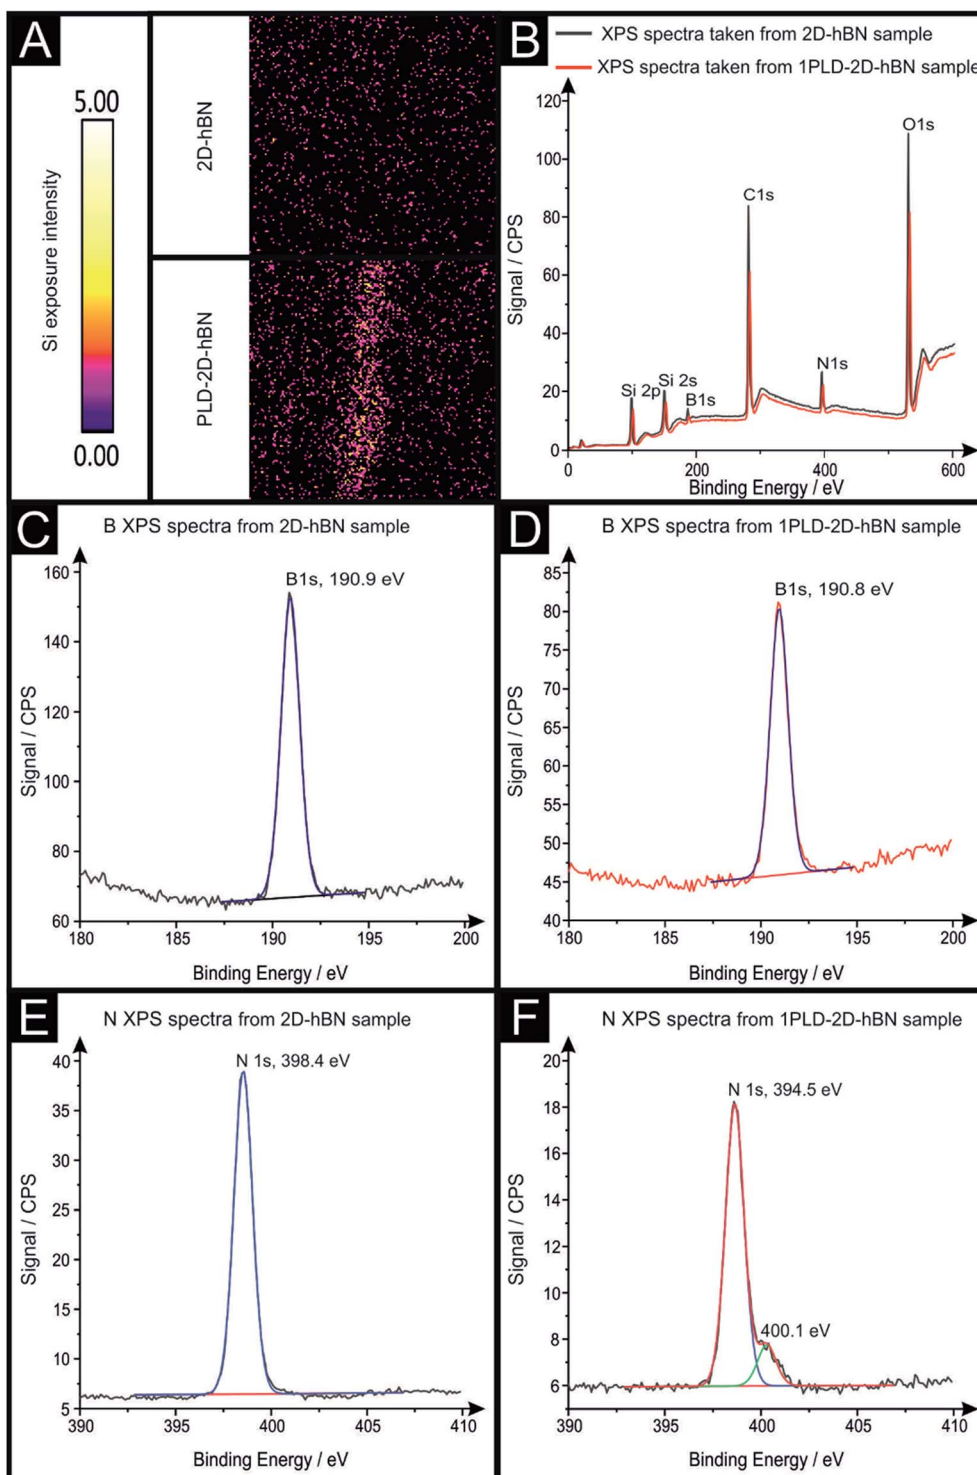 A
5.00
Si exposure intensity
0.00
2D-hBN
PLD-2D-hBN
B
XPS spectra taken from 2D-hBN sample
XPS spectra taken from 1PLD-2D-hBN sample
120
100
80
60
40
20
0
Signal / CPS
O1s
C1s
N1s
Si 2p
Si 2s
B1s
0
200
400
600
Binding Energy / eV
C
B XPS spectra from 2D-hBN sample
160
140
120
100
80
60
Signal / CPS
B1s, 190.9 eV
180
185
190
195
200
Binding Energy / eV
D
B XPS spectra from 1PLD-2D-hBN sample
85
80
75
70
65
60
55
50
45
40
Signal / CPS
B1s, 190.8 eV
180
185
190
195
200
Binding Energy / eV
E
N XPS spectra from 2D-hBN sample
40
35
30
25
20
15
10
5
Signal / CPS
N 1s, 398.4 eV
390
395
400
405
410
Binding Energy / eV
F
N XPS spectra from 1PLD-2D-hBN sample
20
18
16
14
12
10
8
6
5
Signal / CPS
N 1s, 394.5 eV
400.1 eV
390
395
400
405
410
Binding Energy / eV